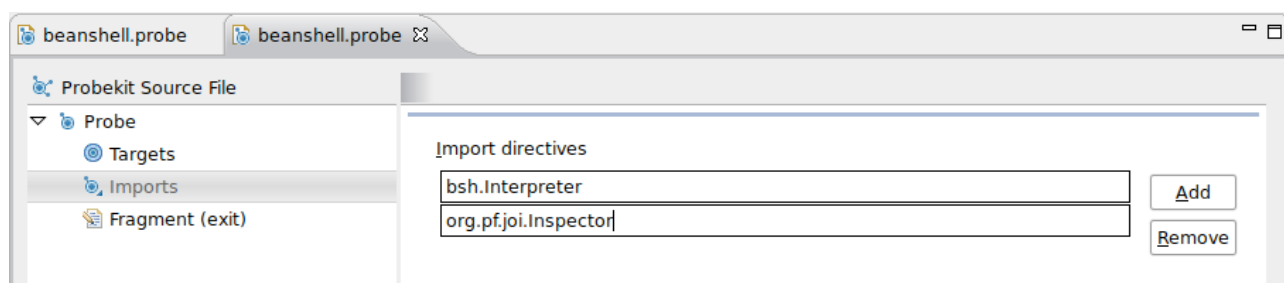 beanshell.probe beanshell.probe
Probekit Source File
Probe
Targets
Imports
Fragment (exit)
Import directives
bsh.Interpreter
org.pf.joi.Inspector
Add
Remove